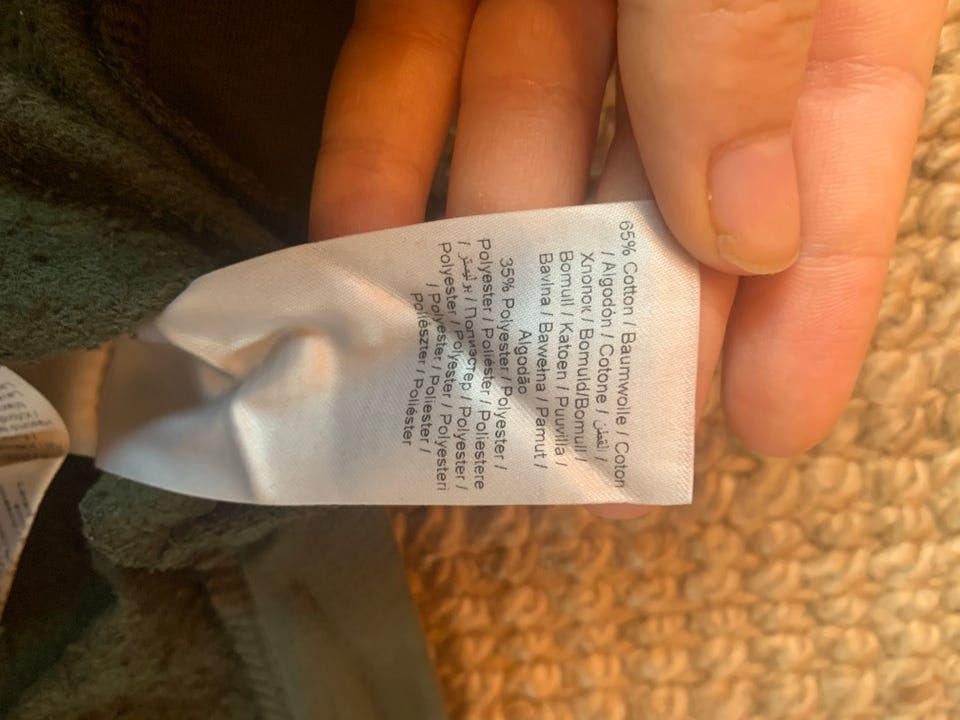 65% Cotton / Baumwolle / Coton
/ Algodón / Cotone / القطن /
Хлопок / Bomuld/Bomull /
Bomull / Katoen / Puuvilla /
Bavlna / Bawełna / Pamut /
Algodão
35% Polyester / Polyester /
Polyester / Poliéster / Poliestere
/ بوليستر / Полиэстер / Polyester /
Polyester / Polyester / Polyesteri
/ Polyester / Poliester /
Poliészter / Poliéster